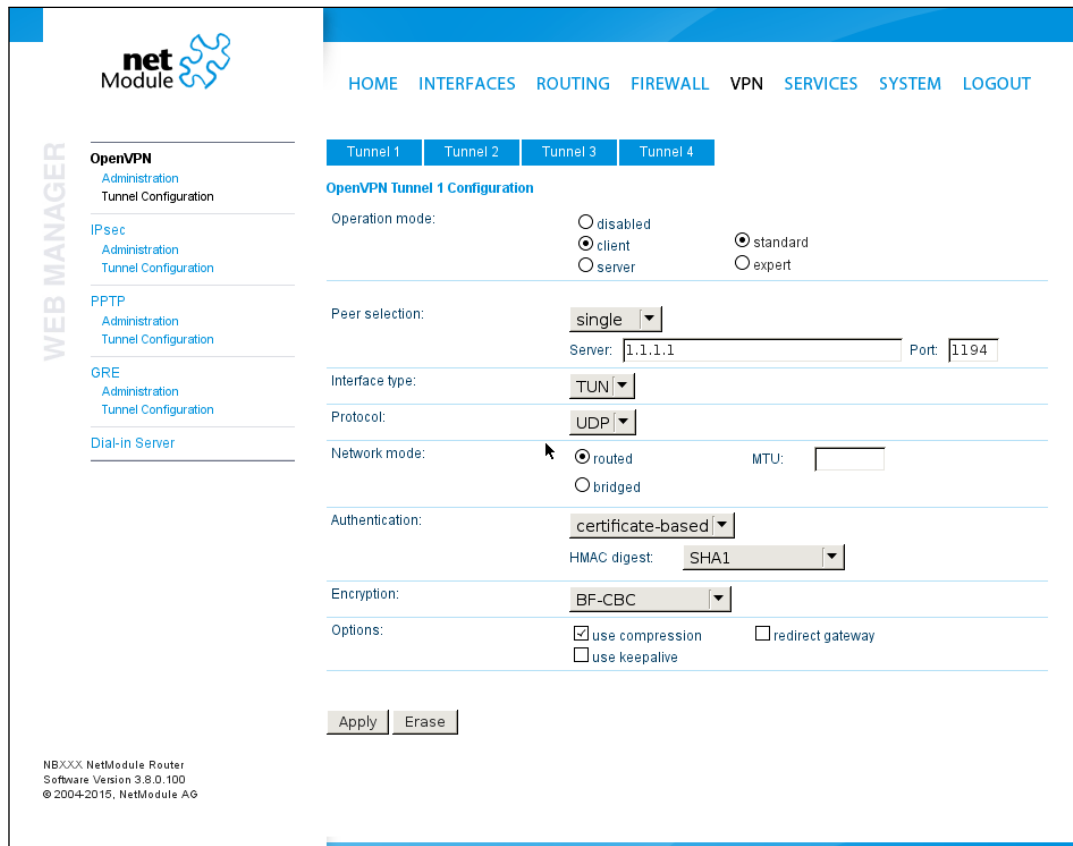 net
Module
HOME INTERFACES ROUTING FIREWALL VPN SERVICES SYSTEM LOGOUT
WEB MANAGER
OpenVPN
Administration
Tunnel Configuration
IPsec
Administration
Tunnel Configuration
PPTP
Administration
Tunnel Configuration
GRE
Administration
Tunnel Configuration
Dial-in Server
Tunnel 1 Tunnel 2 Tunnel 3 Tunnel 4
OpenVPN Tunnel 1 Configuration
Operation mode:
disabled
client standard
server expert
Peer selection: single
Server: 1.1.1.1 Port: 1194
Interface type: TUN
Protocol: UDP
Network mode: routed MTU:
bridged
Authentication: certificate-based
HMAC digest: SHA1
Encryption: BF-CBC
Options: use compression redirect gateway
use keepalive
Apply Erase
NBXXX NetModule Router
Software Version 3.8.0.100
© 2004-2015, NetModule AG